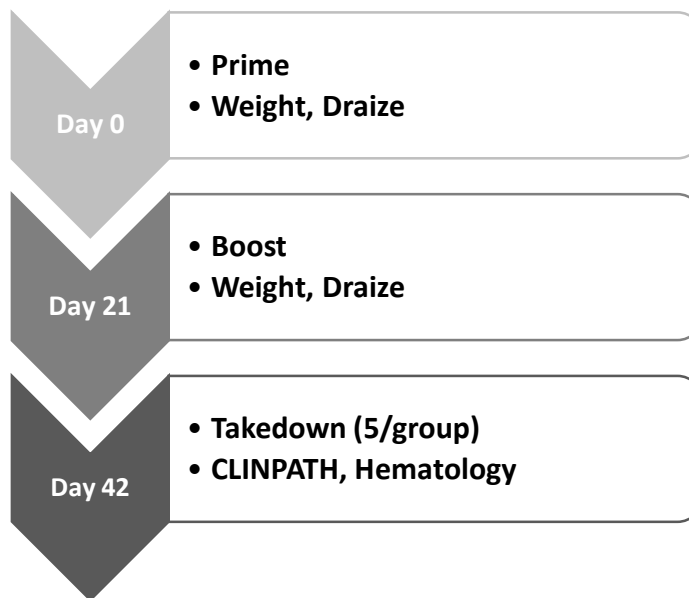 Day 0
• Prime
• Weight, Draize
Day 21
• Boost
• Weight, Draize
Day 42
• Takedown (5/group)
• CLINPATH, Hematology